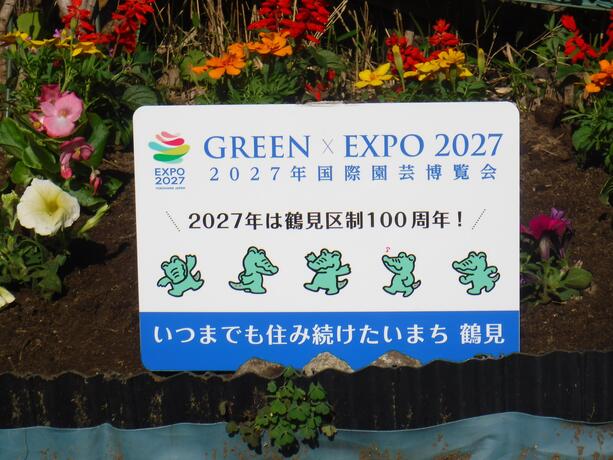 GREEN × EXPO 2027
2027年国際園芸博覧会
EXPO
2027
YOKOHAMA JAPAN
2027年は鶴見区制100周年！
いつまでも住み続けたいまち 鶴見